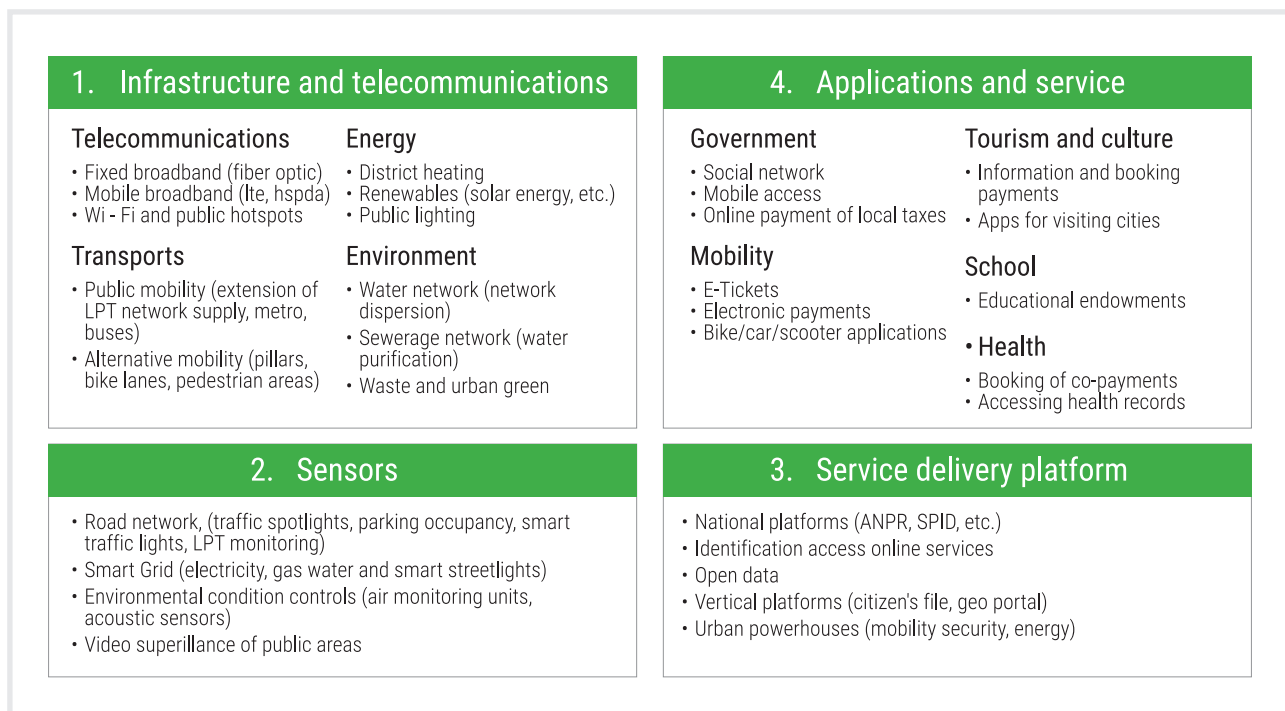 1. Infrastructure and telecommunications
Telecommunications
• Fixed broadband (fiber optic)
• Mobile broadband (lte, hspda)
• Wi - Fi and public hotspots
Transports
• Public mobility (extension of
LPT network supply, metro,
buses)
• Alternative mobility (pillars,
bike lanes, pedestrian areas)
Energy
• District heating
• Renewables (solar energy, etc.)
• Public lighting
Environment
• Water network (network
dispersion)
• Sewerage network (water
purification)
• Waste and urban green
4. Applications and service
Government
• Social network
• Mobile access
• Online payment of local taxes
Mobility
• E-Tickets
• Electronic payments
• Bike/car/scooter applications
Tourism and culture
• Information and booking
payments
• Apps for visiting cities
School
• Educational endowments
• Health
• Booking of co-payments
• Accessing health records
2. Sensors
• Road network, (traffic spotlights, parking occupancy, smart
traffic lights, LPT monitoring)
• Smart Grid (electricity, gas water and smart streetlights)
• Environmental condition controls (air monitoring units,
acoustic sensors)
• Video superillance of public areas
3. Service delivery platform
• National platforms (ANPR, SPID, etc.)
• Identification access online services
• Open data
• Vertical platforms (citizen's file, geo portal)
• Urban powerhouses (mobility security, energy)